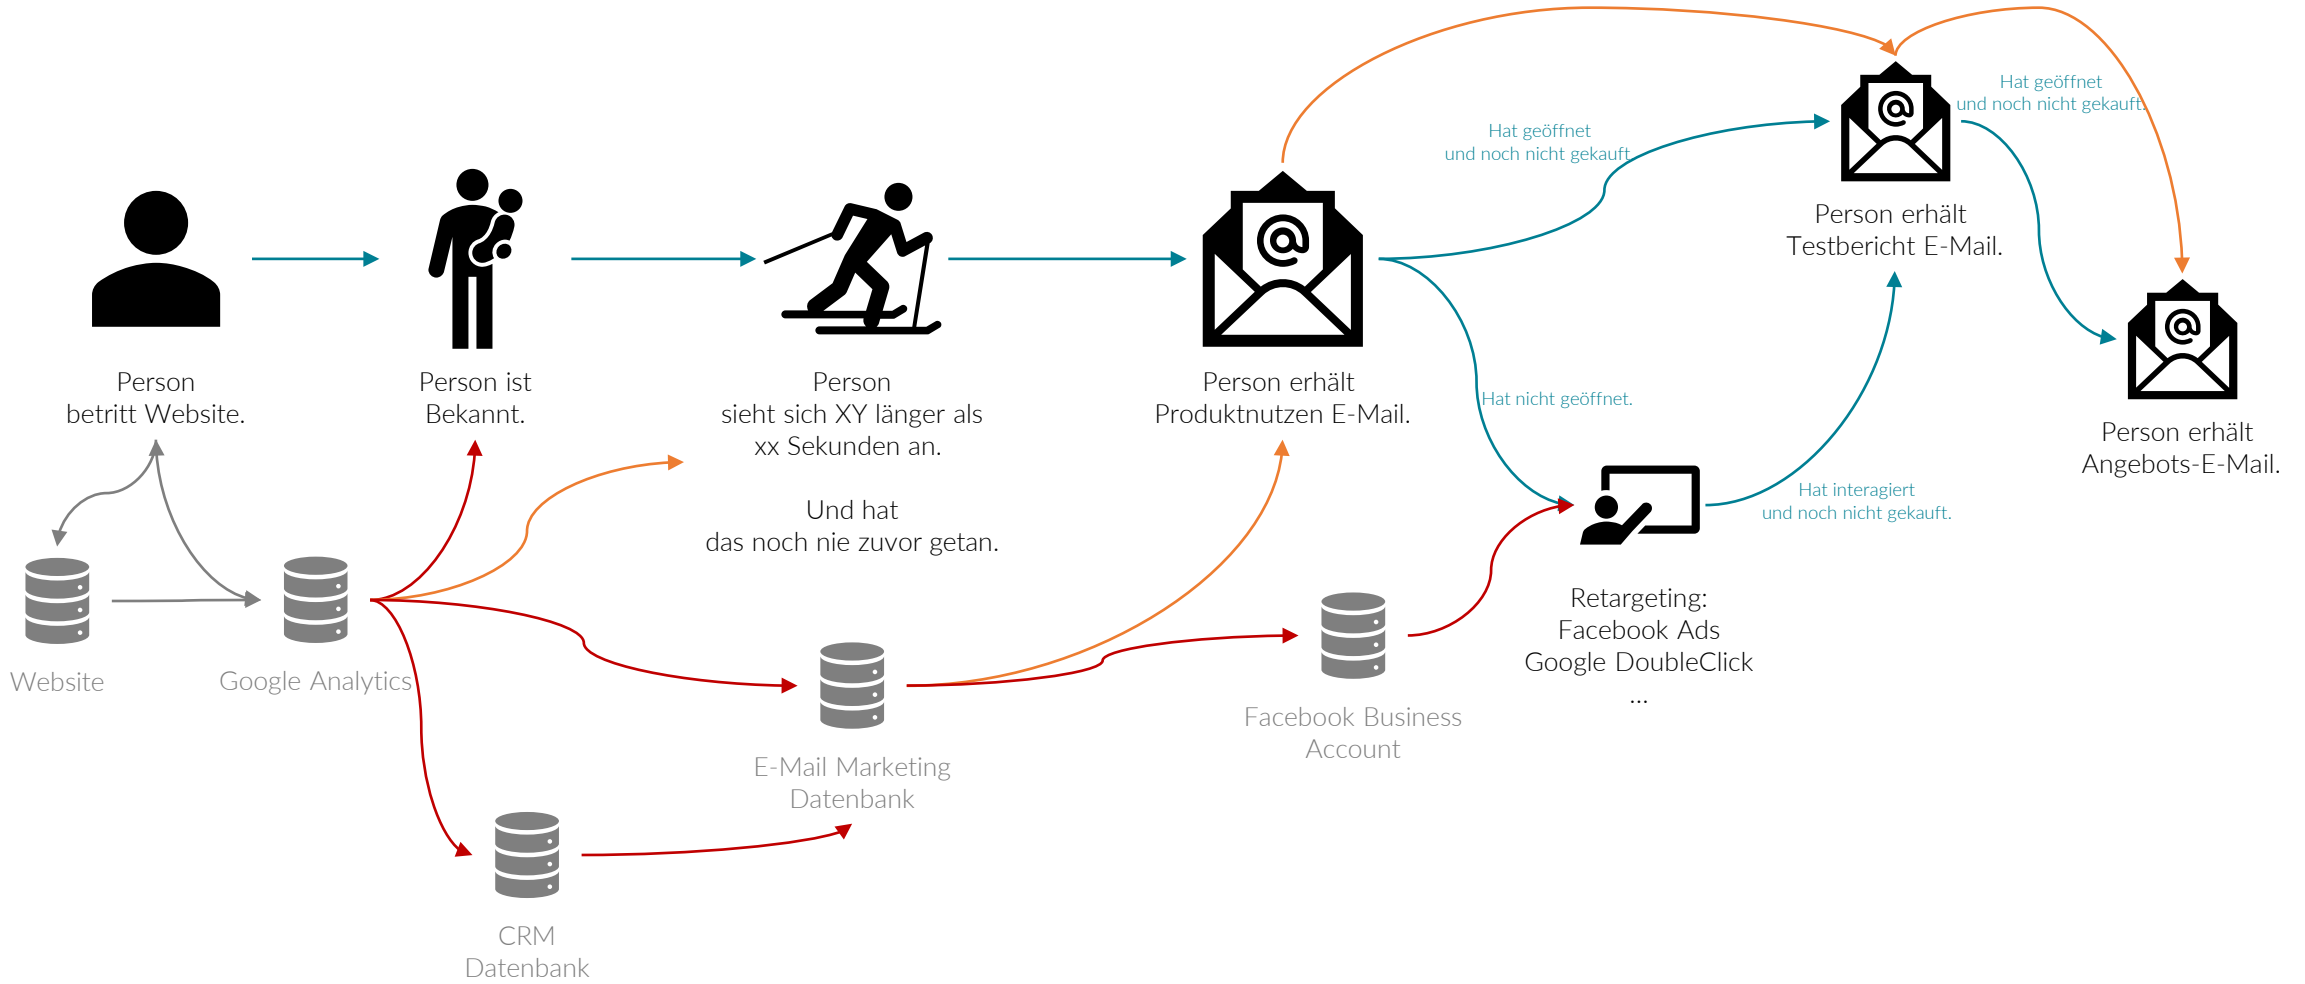 Hat geöffnet
und noch nicht gekauft.
Hat geöffnet
und noch nicht gekauft.
Person erhält
Testbericht E-Mail.
Person
betritt Website.
Person ist
Bekannt.
Person
sieht sich XY länger als
xx Sekunden an.
Und hat
das noch nie zuvor getan.
Person erhält
Produktnutzen E-Mail.
Hat nicht geöffnet.
Person erhält
Angebots-E-Mail.
Hat interagiert
und noch nicht gekauft.
Retargeting:
Facebook Ads
Google DoubleClick
...
Website
Google Analytics
Facebook Business
Account
E-Mail Marketing
Datenbank
CRM
Datenbank